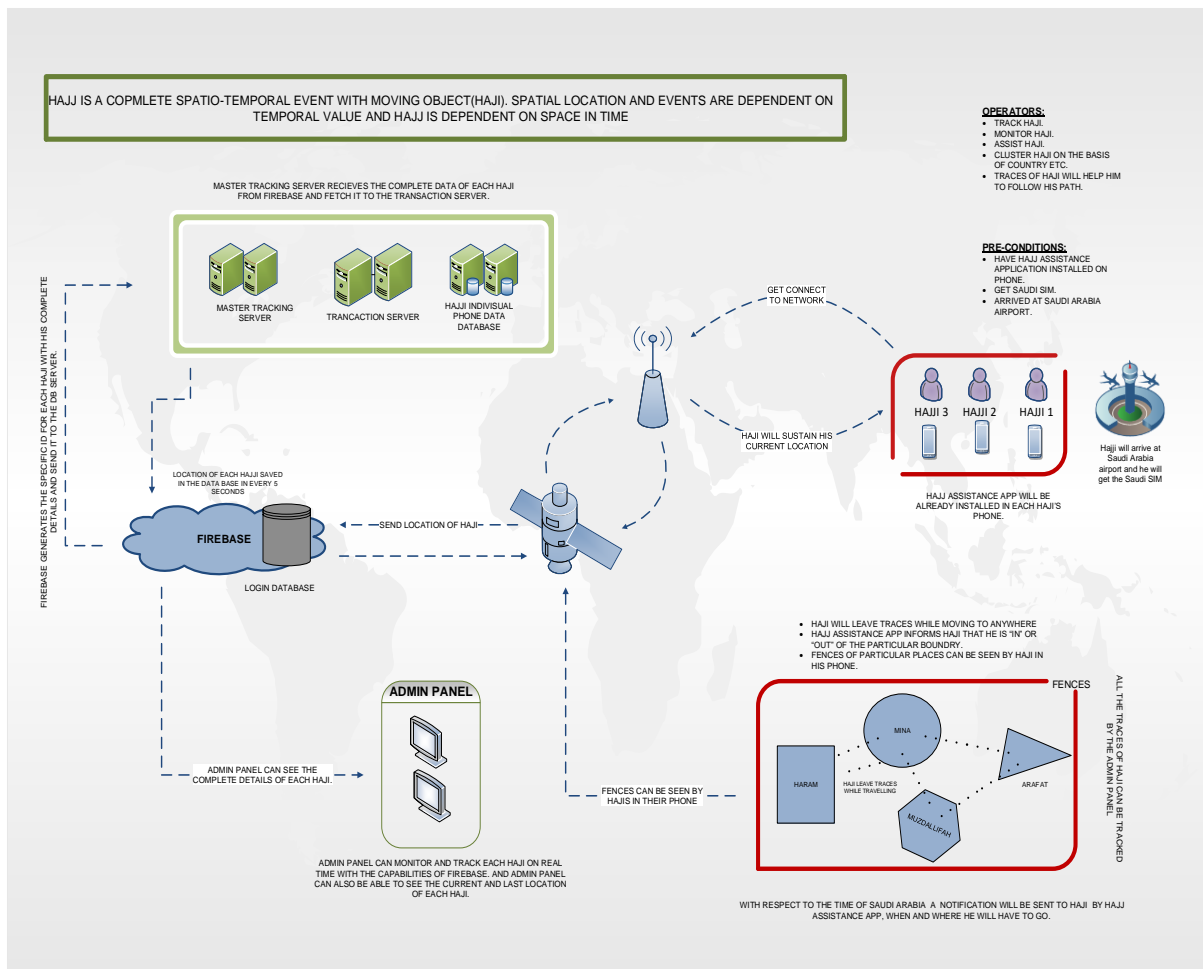 HAJJ IS A COPMLETE SPATIO-TEMPORAL EVENT WITH MOVING OBJECT(HAJI). SPATIAL LOCATION AND EVENTS ARE DEPENDENT ON
TEMPORAL VALUE AND HAJJ IS DEPENDENT ON SPACE IN TIME
OPERATORS:
• TRACK HAJI.
• MONITOR HAJI.
• ASSIST HAJI.
• CLUSTER HAJI ON THE BASIS
OF COUNTRY ETC.
• TRACES OF HAJI WILL HELP HIM
TO FOLLOW HIS PATH.
MASTER TRACKING SERVER RECIEVES THE COMPLETE DATA OF EACH HAJI
FROM FIREBASE AND FETCH IT TO THE TRANSACTION SERVER.
MASTER TRACKING
SERVER
TRANCACTION SERVER
HAJJI INDIVISUAL
PHONE DATA
DATABASE
PRE-CONDITIONS:
• HAVE HAJJ ASSISTANCE
APPLICATION INSTALLED ON
PHONE.
• GET SAUDI SIM.
• ARRIVED AT SAUDI ARABIA
AIRPORT.
GET CONNECT
TO NETWORK
HAJI WILL SUSTAIN HIS
CURRENT LOCATION
HAJJI 3
HAJJI 2
HAJJI 1
Hajji will arrive at
Saudi Arabia
airport and he will
get the Saudi SIM
HAJJ ASSISTANCE APP WILL BE
ALREADY INSTALLED IN EACH HAJI'S
PHONE.
FIREBASE GENERATES THE SPECIFIC ID FOR EACH HAJI WITH HIS COMPLETE
DETAILS AND SEND IT TO THE DB SERVER.
LOCATION OF EACH HAJJI SAVED
IN THE DATA BASE IN EVERY 5
SECONDS
FIREBASE
LOGIN DATABASE
SEND LOCATION OF HAJI
• HAJI WILL LEAVE TRACES WHILE MOVING TO ANYWHERE
• HAJJ ASSISTANCE APP INFORMS HAJI THAT HE IS "IN" OR
"OUT" OF THE PARTICULAR BOUNDRY.
• FENCES OF PARTICULAR PLACES CAN BE SEEN BY HAJI IN
HIS PHONE.
ADMIN PANEL
ADMIN PANEL CAN SEE THE
COMPLETE DETAILS OF EACH HAJI.
ADMIN PANEL CAN MONITOR AND TRACK EACH HAJI ON REAL
TIME WITH THE CAPABILITIES OF FIREBASE. AND ADMIN PANEL
CAN ALSO BE ABLE TO SEE THE CURRENT AND LAST LOCATION
OF EACH HAJI.
FENCES CAN BE SEEN BY
HAJIS IN THEIR PHONE
FENCES
MINA
HARAM
HAJI LEAVE TRACES
WHILE TRAVELLING
ARAFAT
MUZDALLIFAH
ALL THE TRACES OF HAJI CAN BE TRACKED
BY THE ADMIN PANEL
WITH RESPECT TO THE TIME OF SAUDI ARABIA A NOTIFICATION WILL BE SENT TO HAJI BY HAJJ
ASSISTANCE APP, WHEN AND WHERE HE WILL HAVE TO GO.